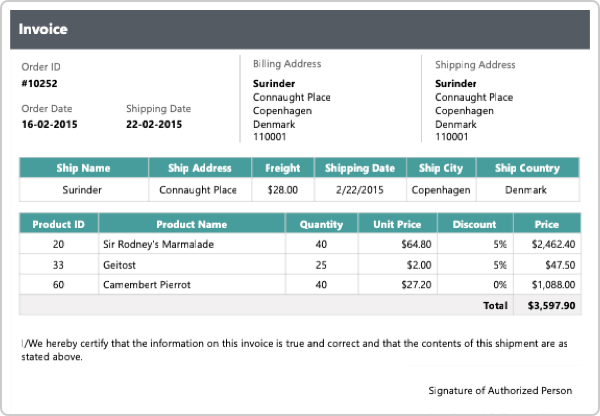 Invoice
Order ID
#10252
Order Date Shipping Date
16-02-2015 22-02-2015
Billing Address
Surinder
Connaught Place
Copenhagen
Denmark
110001
Shipping Address
Surinder
Connaught Place
Copenhagen
Denmark
110001
Ship Name Ship Address Freight Shipping Date Ship City Ship Country
Surinder Connaught Place $28.00 2/22/2015 Copenhagen Denmark
Product ID Product Name Quantity Unit Price Discount Price
20 Sir Rodney's Marmalade 40 $64.80 5% $2,462.40
33 Geitost 25 $2.00 5% $47.50
60 Camembert Pierrot 40 $27.20 0% $1,088.00
Total $3,597.90
I/We hereby certify that the information on this invoice is true and correct and that the contents of this shipment are as
stated above.
Signature of Authorized Person